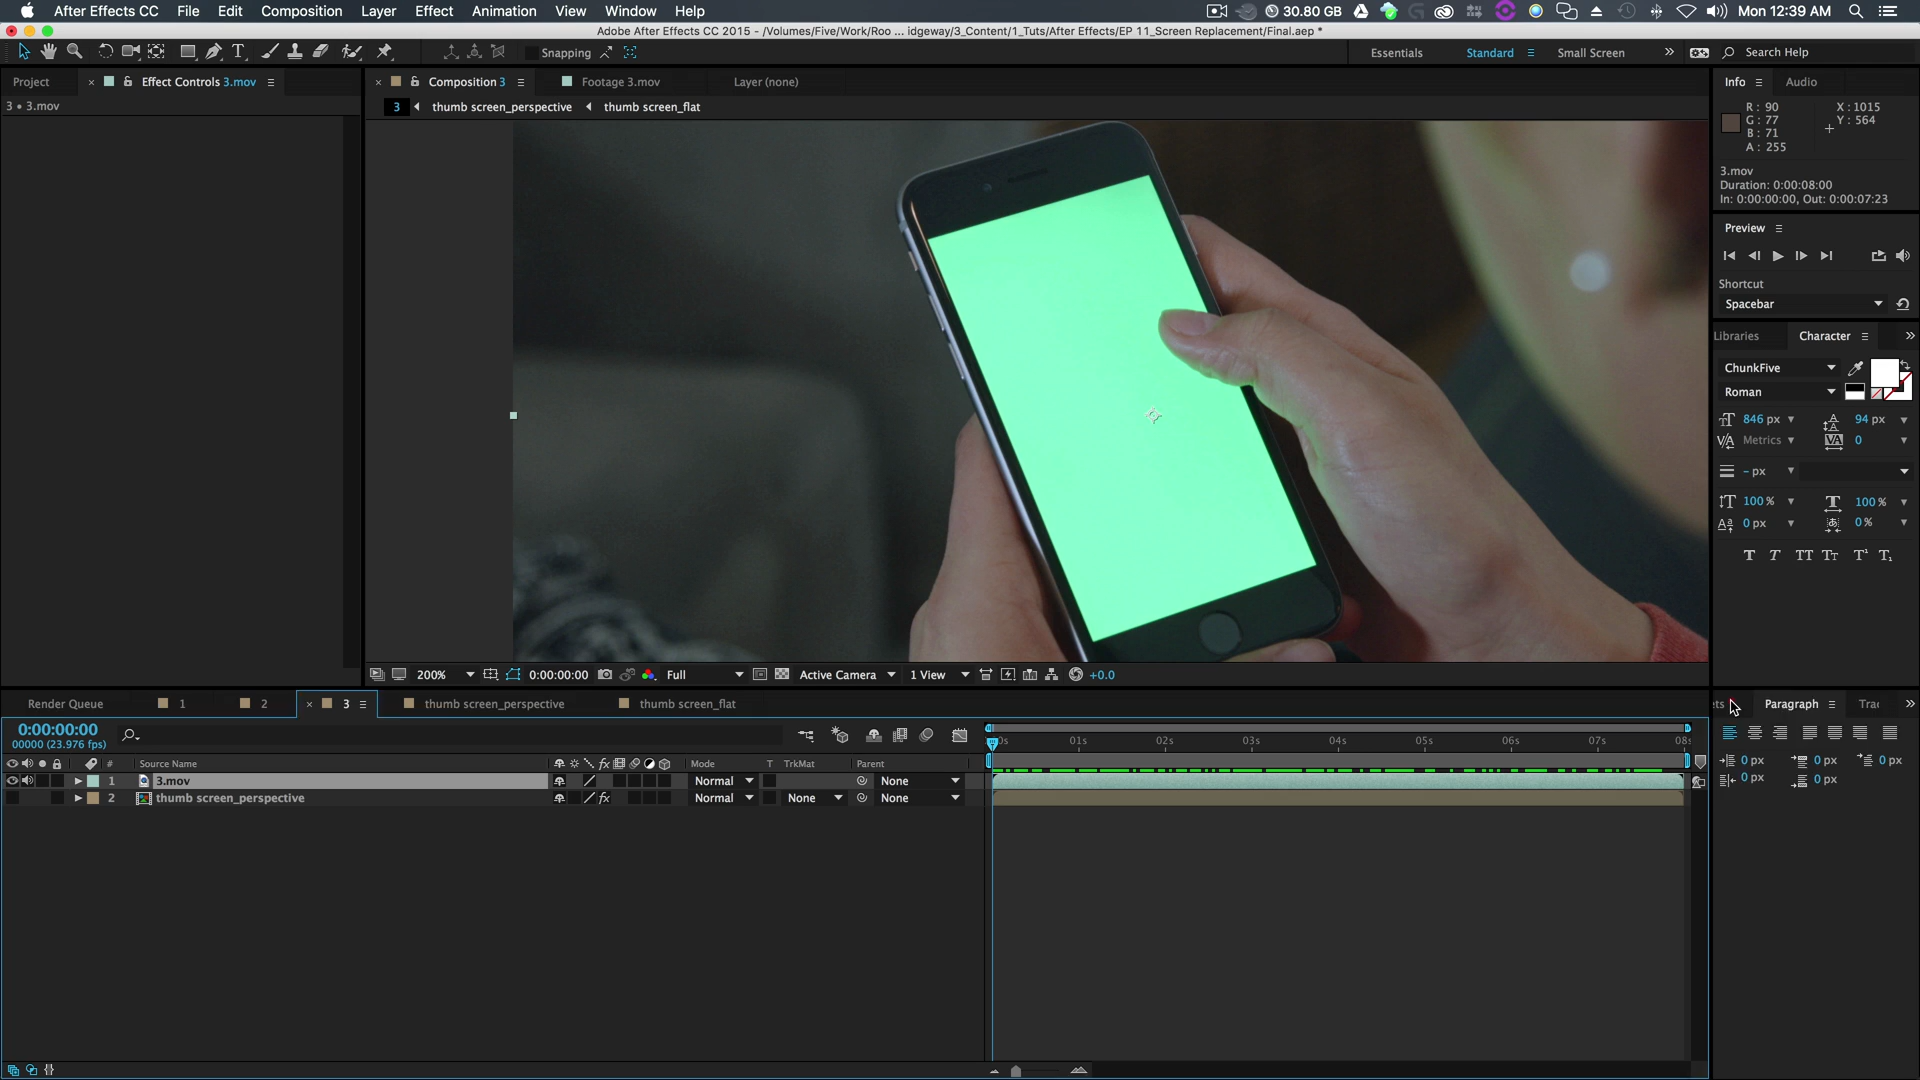 After Effects CC File Edit Composition Layer Effect Animation View Window Help 30.80 GB Mon 12:39 AM
Adobe After Effects CC 2015 - /Volumes/Five/Work/Roo ... idgeway/3_Content/1_Tuts/After Effects/EP 11_Screen Replacement/Final.aep *
Snapping Essentials Standard Small Screen Search Help
Project Effect Controls 3.mov Composition 3 Footage 3.mov Layer (none) Info Audio
3 • 3.mov 3 thumb screen_perspective thumb screen_flat
R: 90 X: 1015
G: 77 Y: 564
B: 71
A: 255
3.mov
Duration: 0:00:08:00
In: 0:00:00:00, Out: 0:00:07:23
Preview
Shortcut
Spacebar
Libraries Character
ChunkFive
Roman
846 px 94 px
Metrics 0
- px
100 % 100 %
0 px 0 %
T T TT Tt T¹ T₁
200% 0:00:00:00 Full Active Camera 1 View +0.0
Render Queue 1 2 3 thumb screen_perspective thumb screen_flat ets Paragraph Trac
0:00:00:00
00000 (23.976 fps)
0s 01s 02s 03s 04s 05s 06s 07s 08s
# Source Name Mode T TrkMat Parent
1 3.mov Normal None
2 thumb screen_perspective Normal None None
0 px 0 px 0 px
0 px 0 px